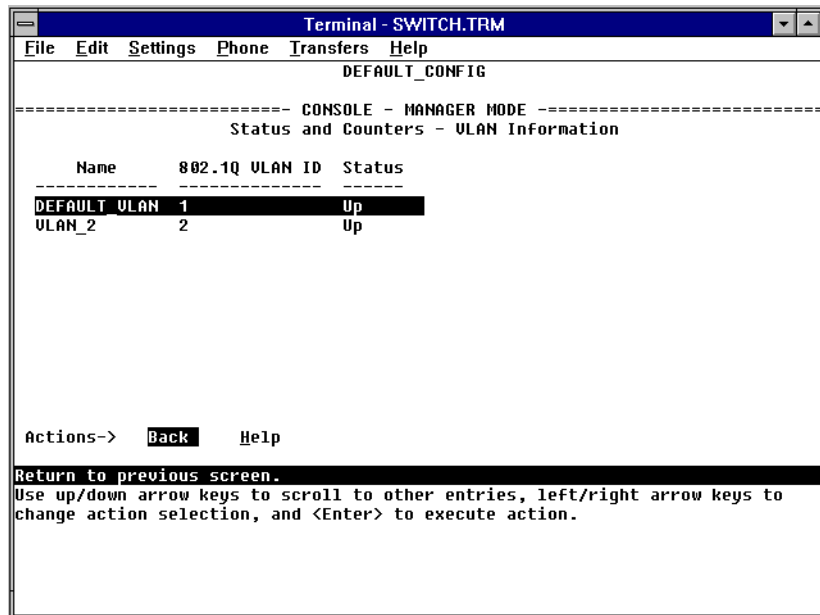 Terminal - SWITCH.TRM
File Edit Settings Phone Transfers Help
DEFAULT_CONFIG
==========================- CONSOLE - MANAGER MODE -===========================
Status and Counters - VLAN Information
Name 802.1Q VLAN ID Status
------------ -------------- ------
DEFAULT_VLAN 1 Up
VLAN_2 2 Up
Actions-> Back Help
Return to previous screen.
Use up/down arrow keys to scroll to other entries, left/right arrow keys to
change action selection, and <Enter> to execute action.